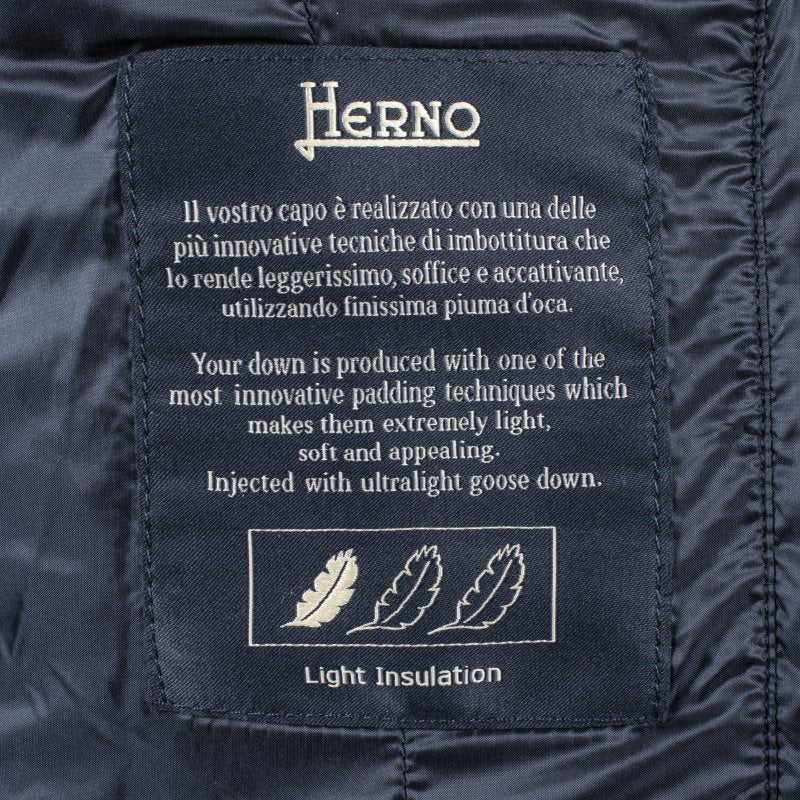 HERNO
Il vostro capo è realizzato con una delle
più innovative tecniche di imbottitura che
lo rende leggerissimo, soffice e accattivante,
utilizzando finissima piuma d'oca.
Your down is produced with one of the
most innovative padding techniques which
makes them extremely light,
soft and appealing.
Injected with ultralight goose down.
Light Insulation